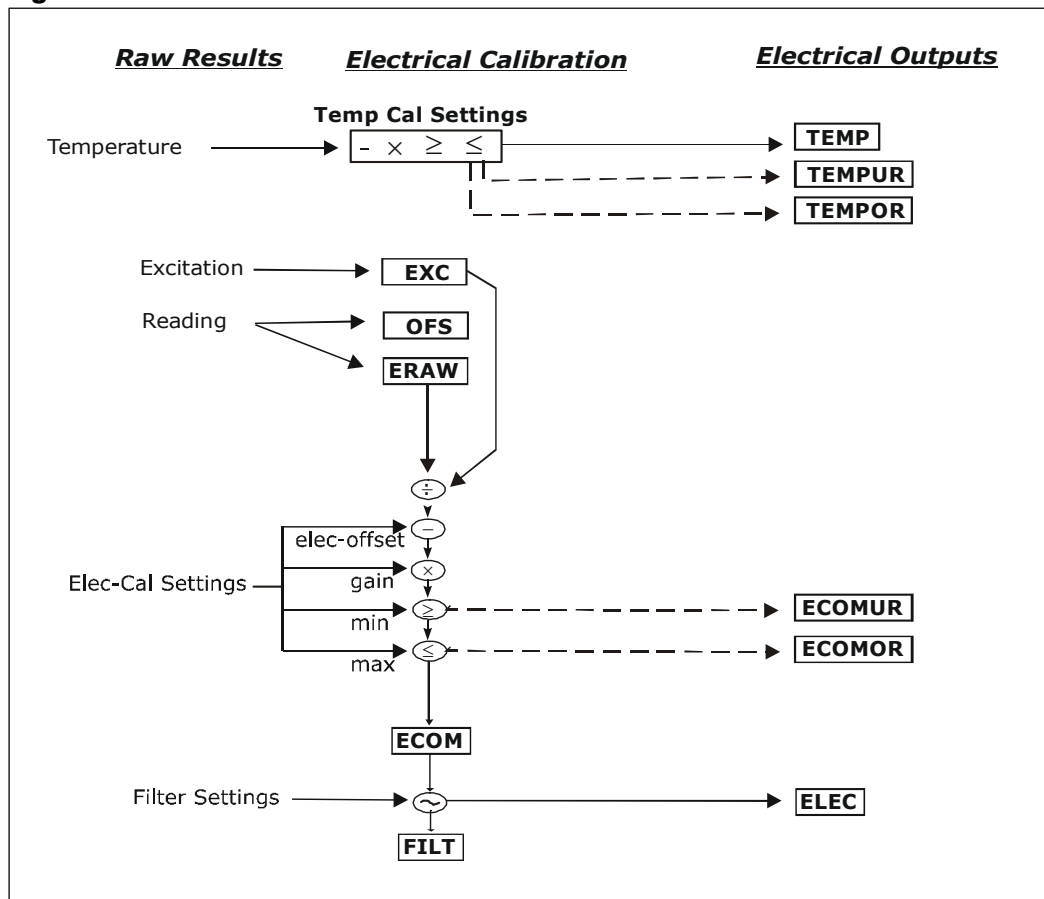 Raw Results Electrical Calibration Electrical Outputs
Temp Cal Settings
Temperature - × ≥ ≤ TEMP
TEMPUR
TEMPOR
Excitation EXC
Reading OFS
ERAW
÷
elec-offset −
Elec-Cal Settings gain ×
min ≥ ECOMUR
max ≤ ECOMOR
ECOM
Filter Settings ~ ELEC
FILT